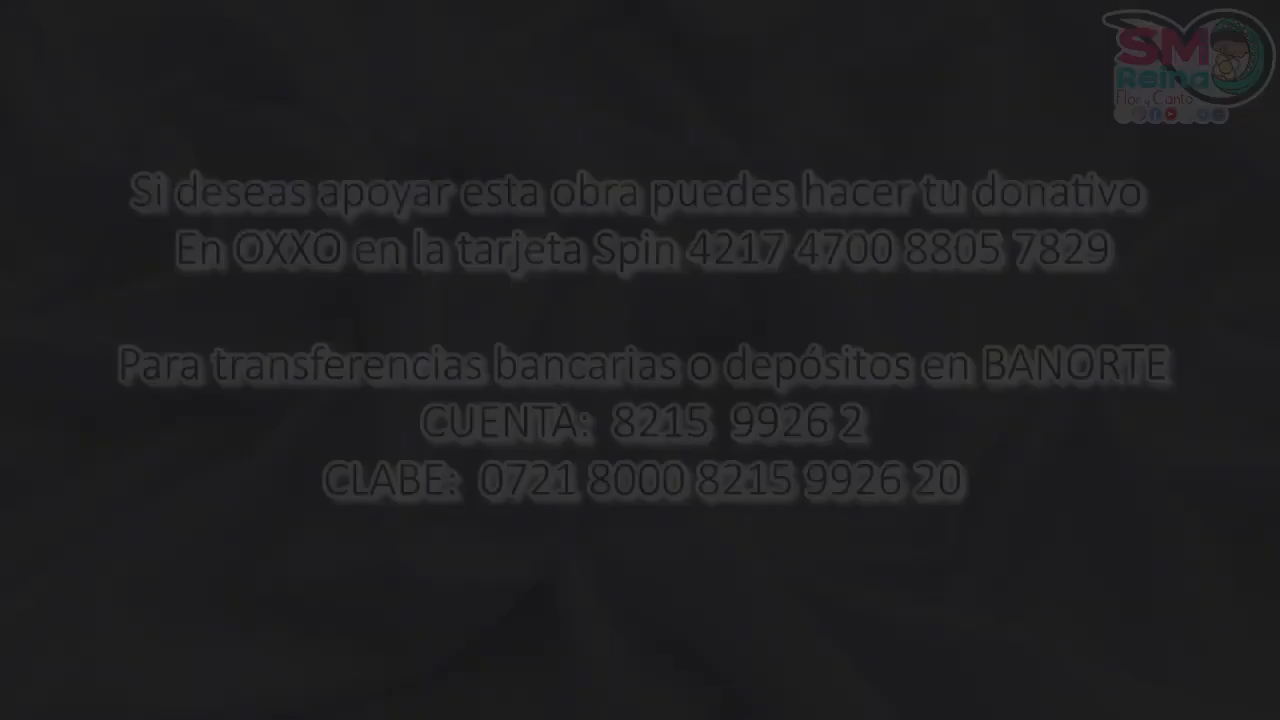 SM
Reina
Flor y Canto
Si deseas apoyar esta obra puedes hacer tu donativo
En OXXO en la tarjeta Spin 4217 4700 8805 7829
Para transferencias bancarias o depósitos en BANORTE
CUENTA: 8215 9926 2
CLABE: 0721 8000 8215 9926 20